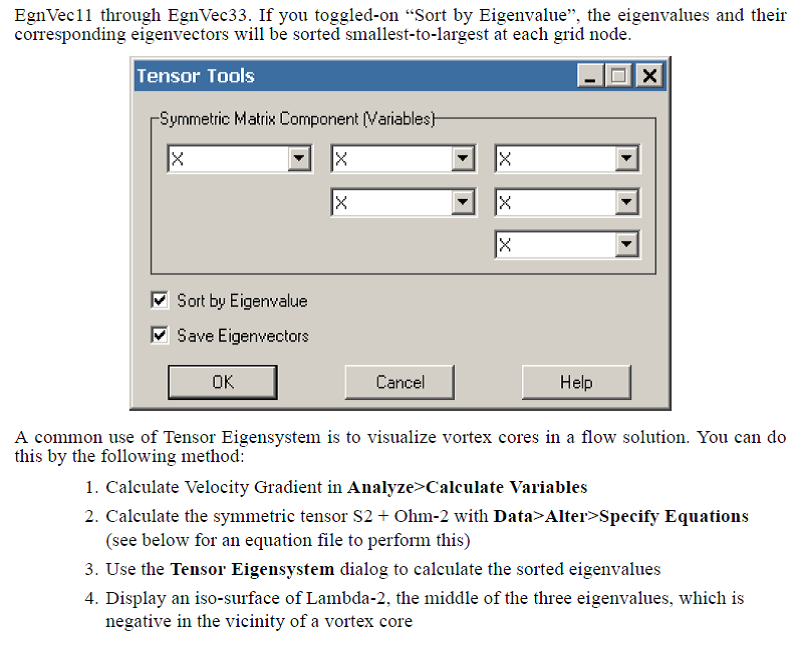 EgnVec11 through EgnVec33. If you toggled-on “Sort by Eigenvalue”, the eigenvalues and their
corresponding eigenvectors will be sorted smallest-to-largest at each grid node.
Tensor Tools
Symmetric Matrix Component (Variables)
X X X
X X
X
Sort by Eigenvalue
Save Eigenvectors
OK Cancel Help
A common use of Tensor Eigensystem is to visualize vortex cores in a flow solution. You can do
this by the following method:
1. Calculate Velocity Gradient in Analyze>Calculate Variables
2. Calculate the symmetric tensor S2 + Ohm-2 with Data>Alter>Specify Equations
(see below for an equation file to perform this)
3. Use the Tensor Eigensystem dialog to calculate the sorted eigenvalues
4. Display an iso-surface of Lambda-2, the middle of the three eigenvalues, which is
negative in the vicinity of a vortex core